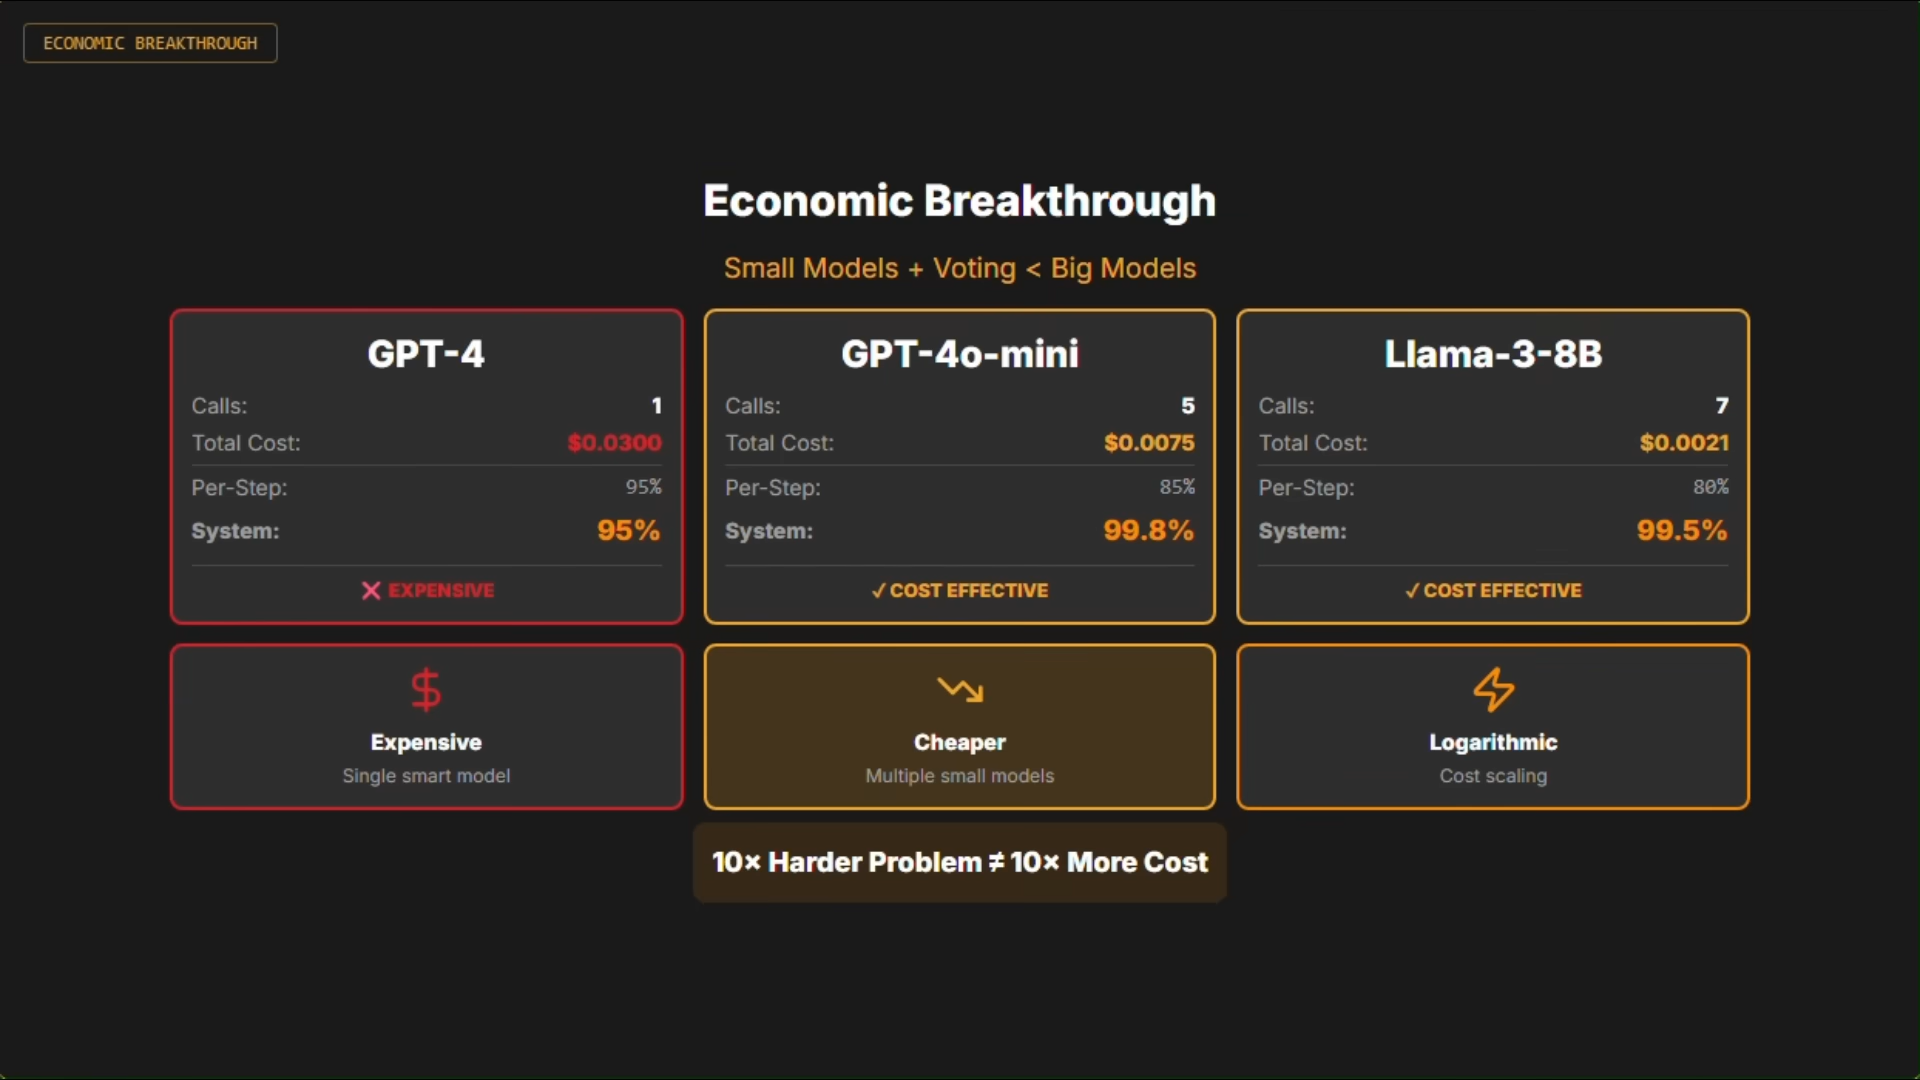 ECONOMIC BREAKTHROUGH
Economic Breakthrough
Small Models + Voting < Big Models
GPT-4
Calls: 1
Total Cost: $0.0300
Per-Step: 95%
System: 95%
❌ EXPENSIVE
GPT-4o-mini
Calls: 5
Total Cost: $0.0075
Per-Step: 85%
System: 99.8%
✓ COST EFFECTIVE
Llama-3-8B
Calls: 7
Total Cost: $0.0021
Per-Step: 80%
System: 99.5%
✓ COST EFFECTIVE
$
Expensive
Single smart model
Cheaper
Multiple small models
Logarithmic
Cost scaling
10× Harder Problem ≠ 10× More Cost